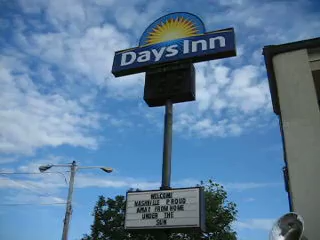 Days Inn
WELCOME
NASHVILLE PROUD
AWAY FROM HOME
UNDER THE
SUN